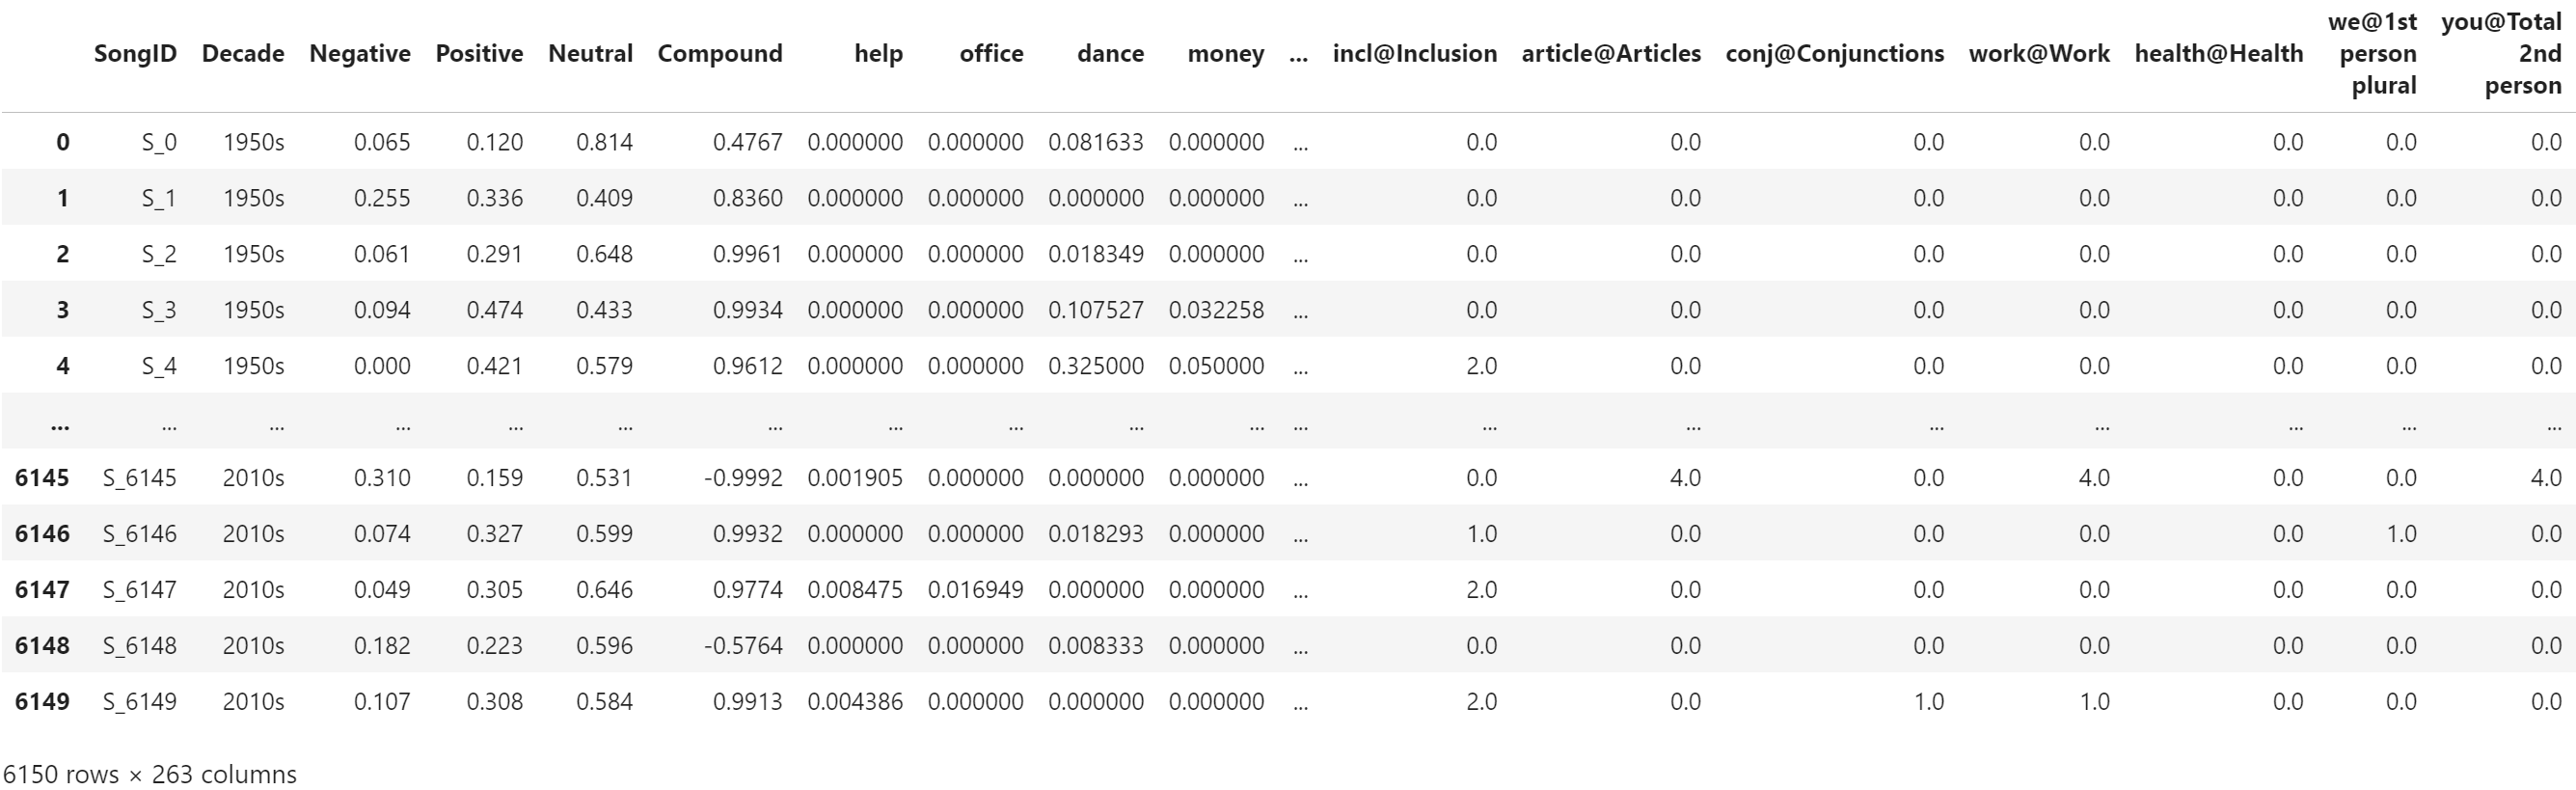 SongID Decade Negative Positive Neutral Compound help office dance money ... incl@Inclusion article@Articles conj@Conjunctions work@Work health@Health we@1st person plural you@Total 2nd person
0 S_0 1950s 0.065 0.120 0.814 0.4767 0.000000 0.000000 0.081633 0.000000 ... 0.0 0.0 0.0 0.0 0.0 0.0 0.0
1 S_1 1950s 0.255 0.336 0.409 0.8360 0.000000 0.000000 0.000000 0.000000 ... 0.0 0.0 0.0 0.0 0.0 0.0 0.0
2 S_2 1950s 0.061 0.291 0.648 0.9961 0.000000 0.000000 0.018349 0.000000 ... 0.0 0.0 0.0 0.0 0.0 0.0 0.0
3 S_3 1950s 0.094 0.474 0.433 0.9934 0.000000 0.000000 0.107527 0.032258 ... 0.0 0.0 0.0 0.0 0.0 0.0 0.0
4 S_4 1950s 0.000 0.421 0.579 0.9612 0.000000 0.000000 0.325000 0.050000 ... 2.0 0.0 0.0 0.0 0.0 0.0 0.0
... ... ... ... ... ... ... ... ... ... ... ... ... ... ... ... ... ... ...
6145 S_6145 2010s 0.310 0.159 0.531 -0.9992 0.001905 0.000000 0.000000 0.000000 ... 0.0 4.0 0.0 4.0 0.0 0.0 4.0
6146 S_6146 2010s 0.074 0.327 0.599 0.9932 0.000000 0.000000 0.018293 0.000000 ... 1.0 0.0 0.0 0.0 0.0 1.0 0.0
6147 S_6147 2010s 0.049 0.305 0.646 0.9774 0.008475 0.016949 0.000000 0.000000 ... 2.0 0.0 0.0 0.0 0.0 0.0 0.0
6148 S_6148 2010s 0.182 0.223 0.596 -0.5764 0.000000 0.000000 0.008333 0.000000 ... 0.0 0.0 0.0 0.0 0.0 0.0 0.0
6149 S_6149 2010s 0.107 0.308 0.584 0.9913 0.004386 0.000000 0.000000 0.000000 ... 2.0 0.0 1.0 1.0 0.0 0.0 0.0
6150 rows × 263 columns